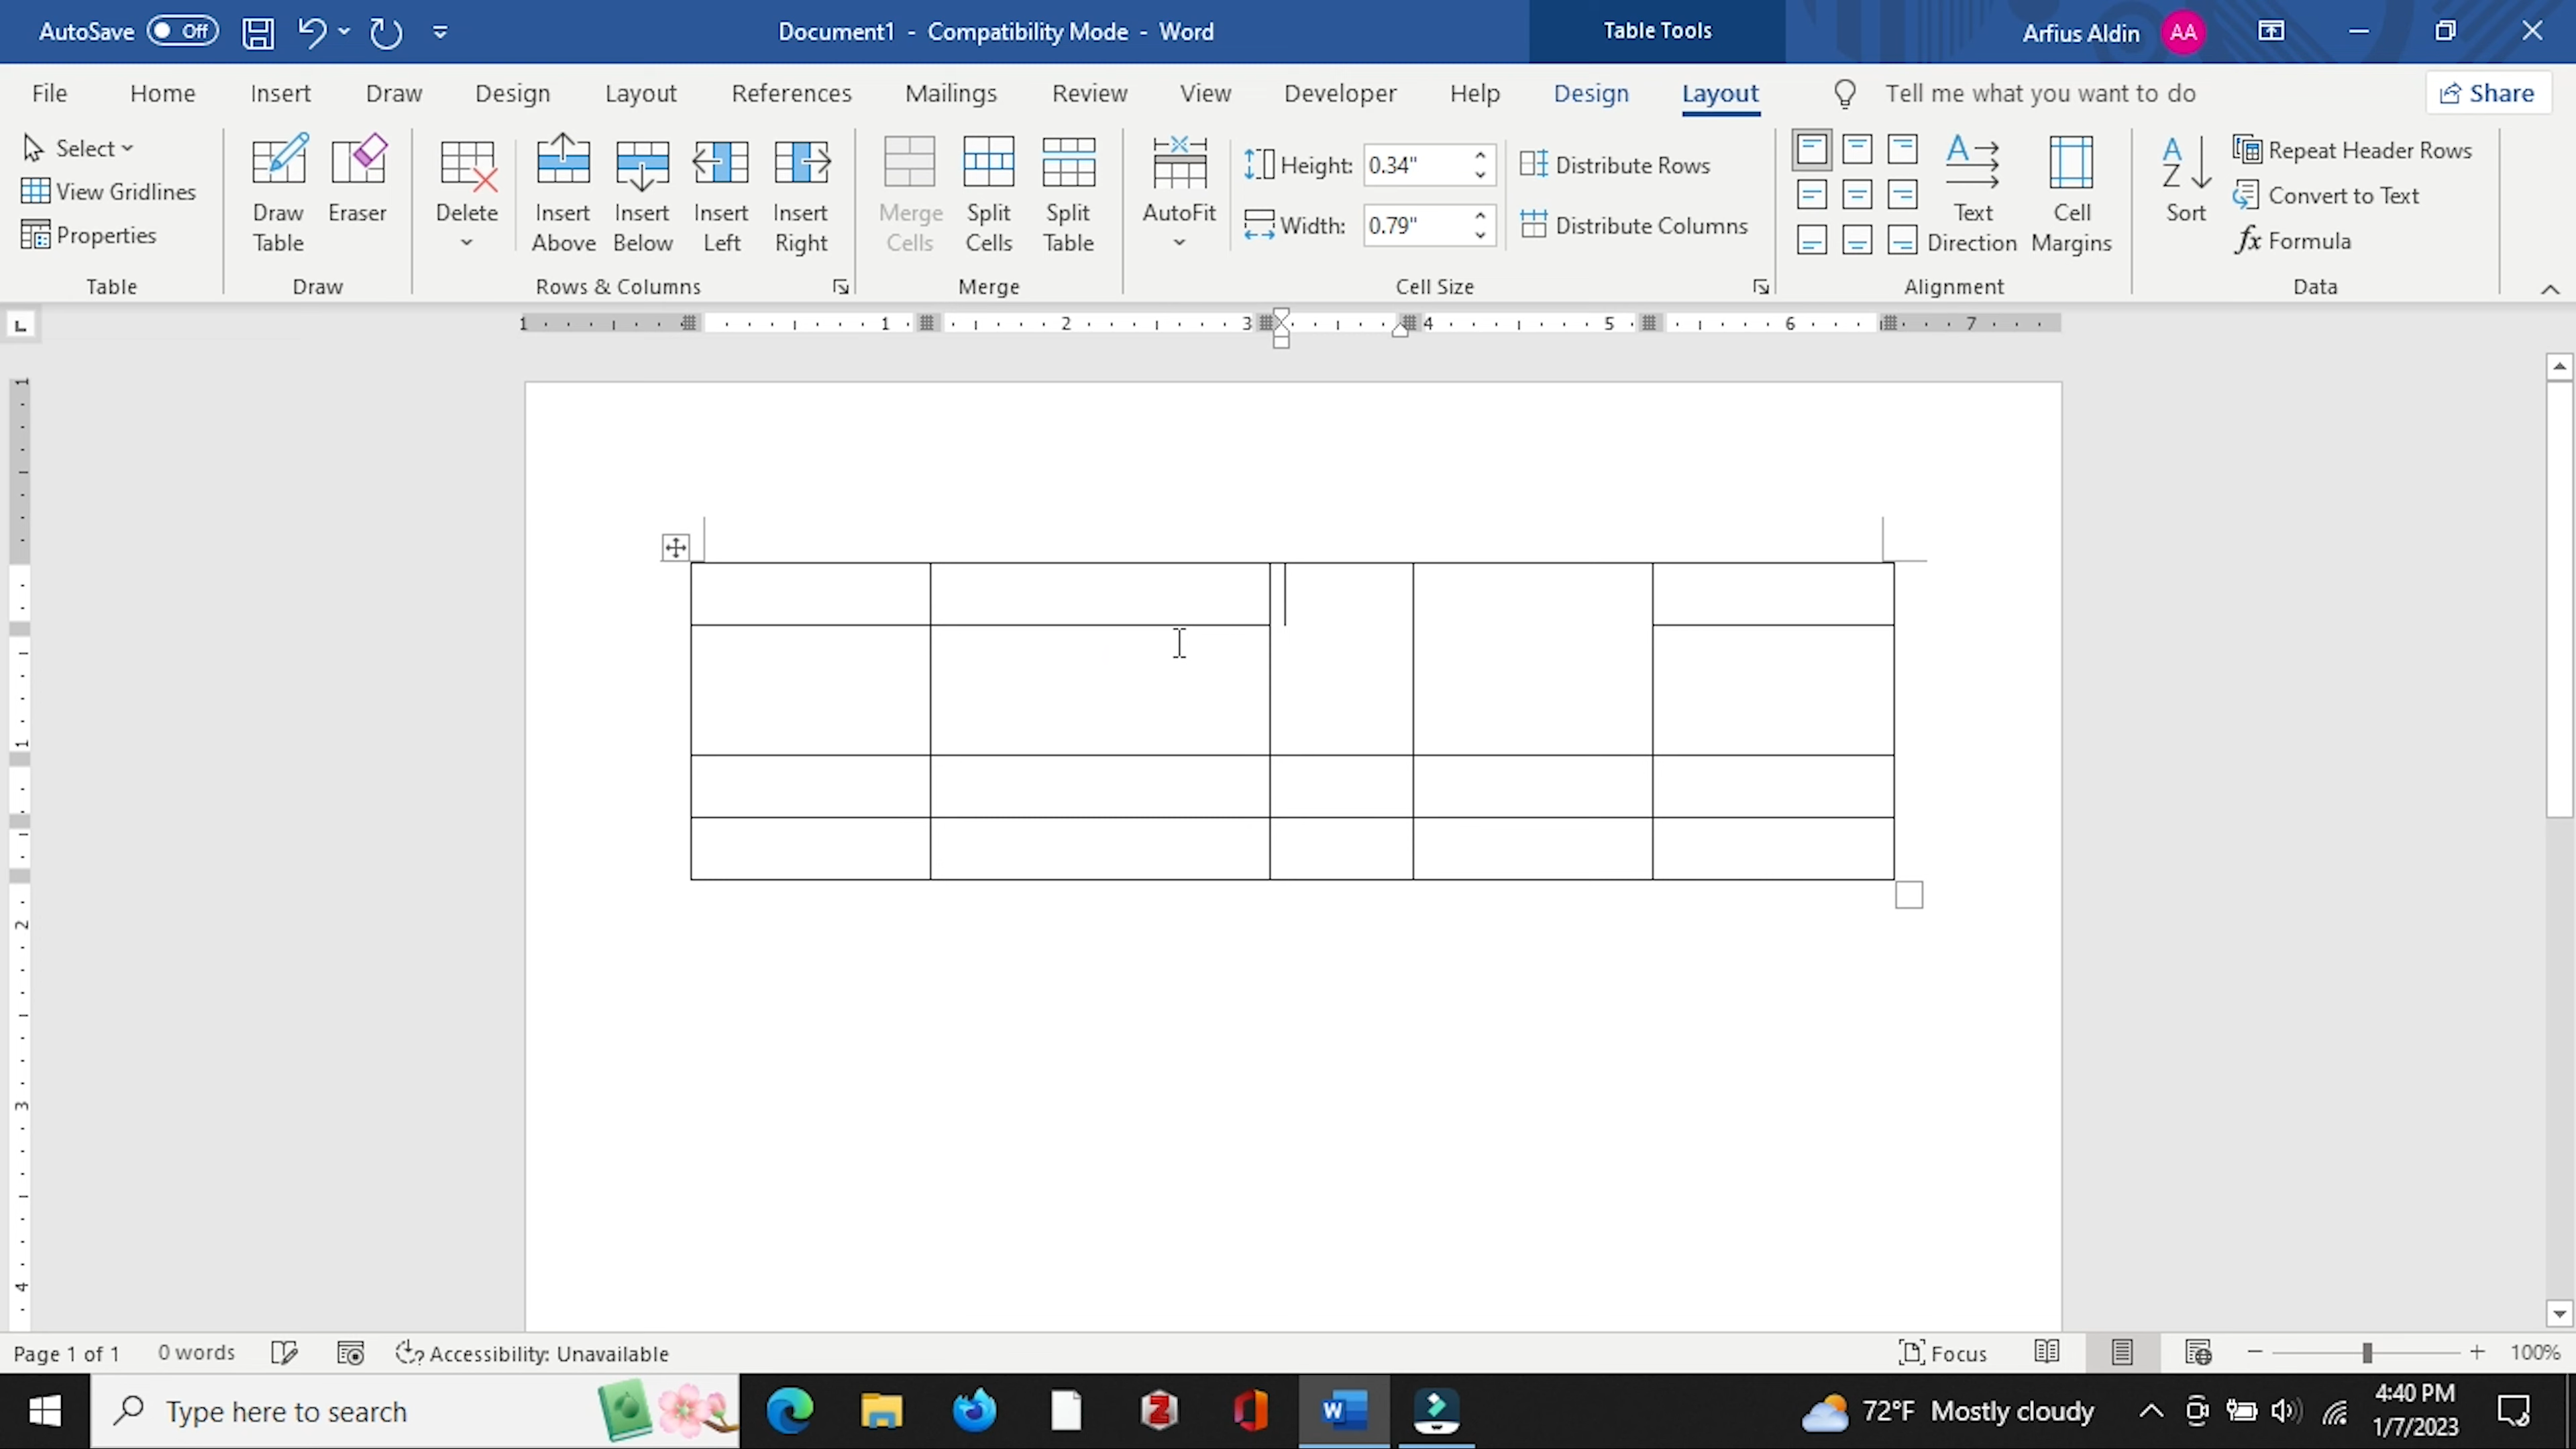 AutoSave Off Document1 - Compatibility Mode - Word Table Tools Arfius Aldin AA
File Home Insert Draw Design Layout References Mailings Review View Developer Help Design Layout Tell me what you want to do Share
Select
View Gridlines
Properties
Table
Draw Table
Eraser
Draw
Delete
Insert Above
Insert Below
Insert Left
Insert Right
Rows & Columns
Merge Cells
Split Cells
Split Table
Merge
AutoFit
Height: 0.34"
Width: 0.79"
Distribute Rows
Distribute Columns
Cell Size
Text Direction
Cell Margins
Alignment
A Z Sort
Repeat Header Rows
Convert to Text
fx Formula
Data
L 1 1 2 3 4 5 6 7
1
1
2
3
4
Page 1 of 1 0 words Accessibility: Unavailable Focus 100%
Type here to search 72°F Mostly cloudy 4:40 PM
1/7/2023